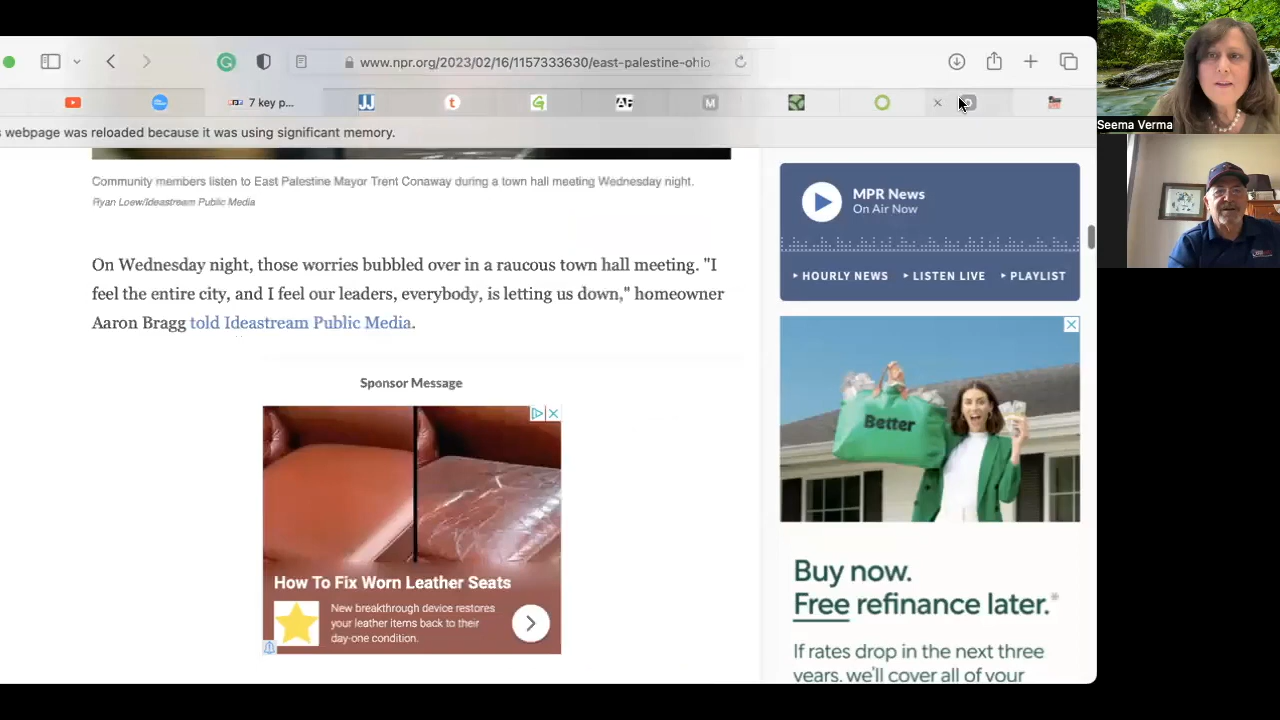 www.npr.org/2023/02/16/1157333630/east-palestine-ohio
7 key p...
JJ
t
AF
M
s webpage was reloaded because it was using significant memory.
Seema Verma
Community members listen to East Palestine Mayor Trent Conaway during a town hall meeting Wednesday night.
Ryan Loew/Ideastream Public Media
On Wednesday night, those worries bubbled over in a raucous town hall meeting. "I
feel the entire city, and I feel our leaders, everybody, is letting us down," homeowner
Aaron Bragg told Ideastream Public Media.
Sponsor Message
How To Fix Worn Leather Seats
New breakthrough device restores
your leather items back to their
day-one condition.
MPR News
On Air Now
HOURLY NEWS
LISTEN LIVE
PLAYLIST
Better
Buy now.
Free refinance later.*
If rates drop in the next three
years, we'll cover all of your